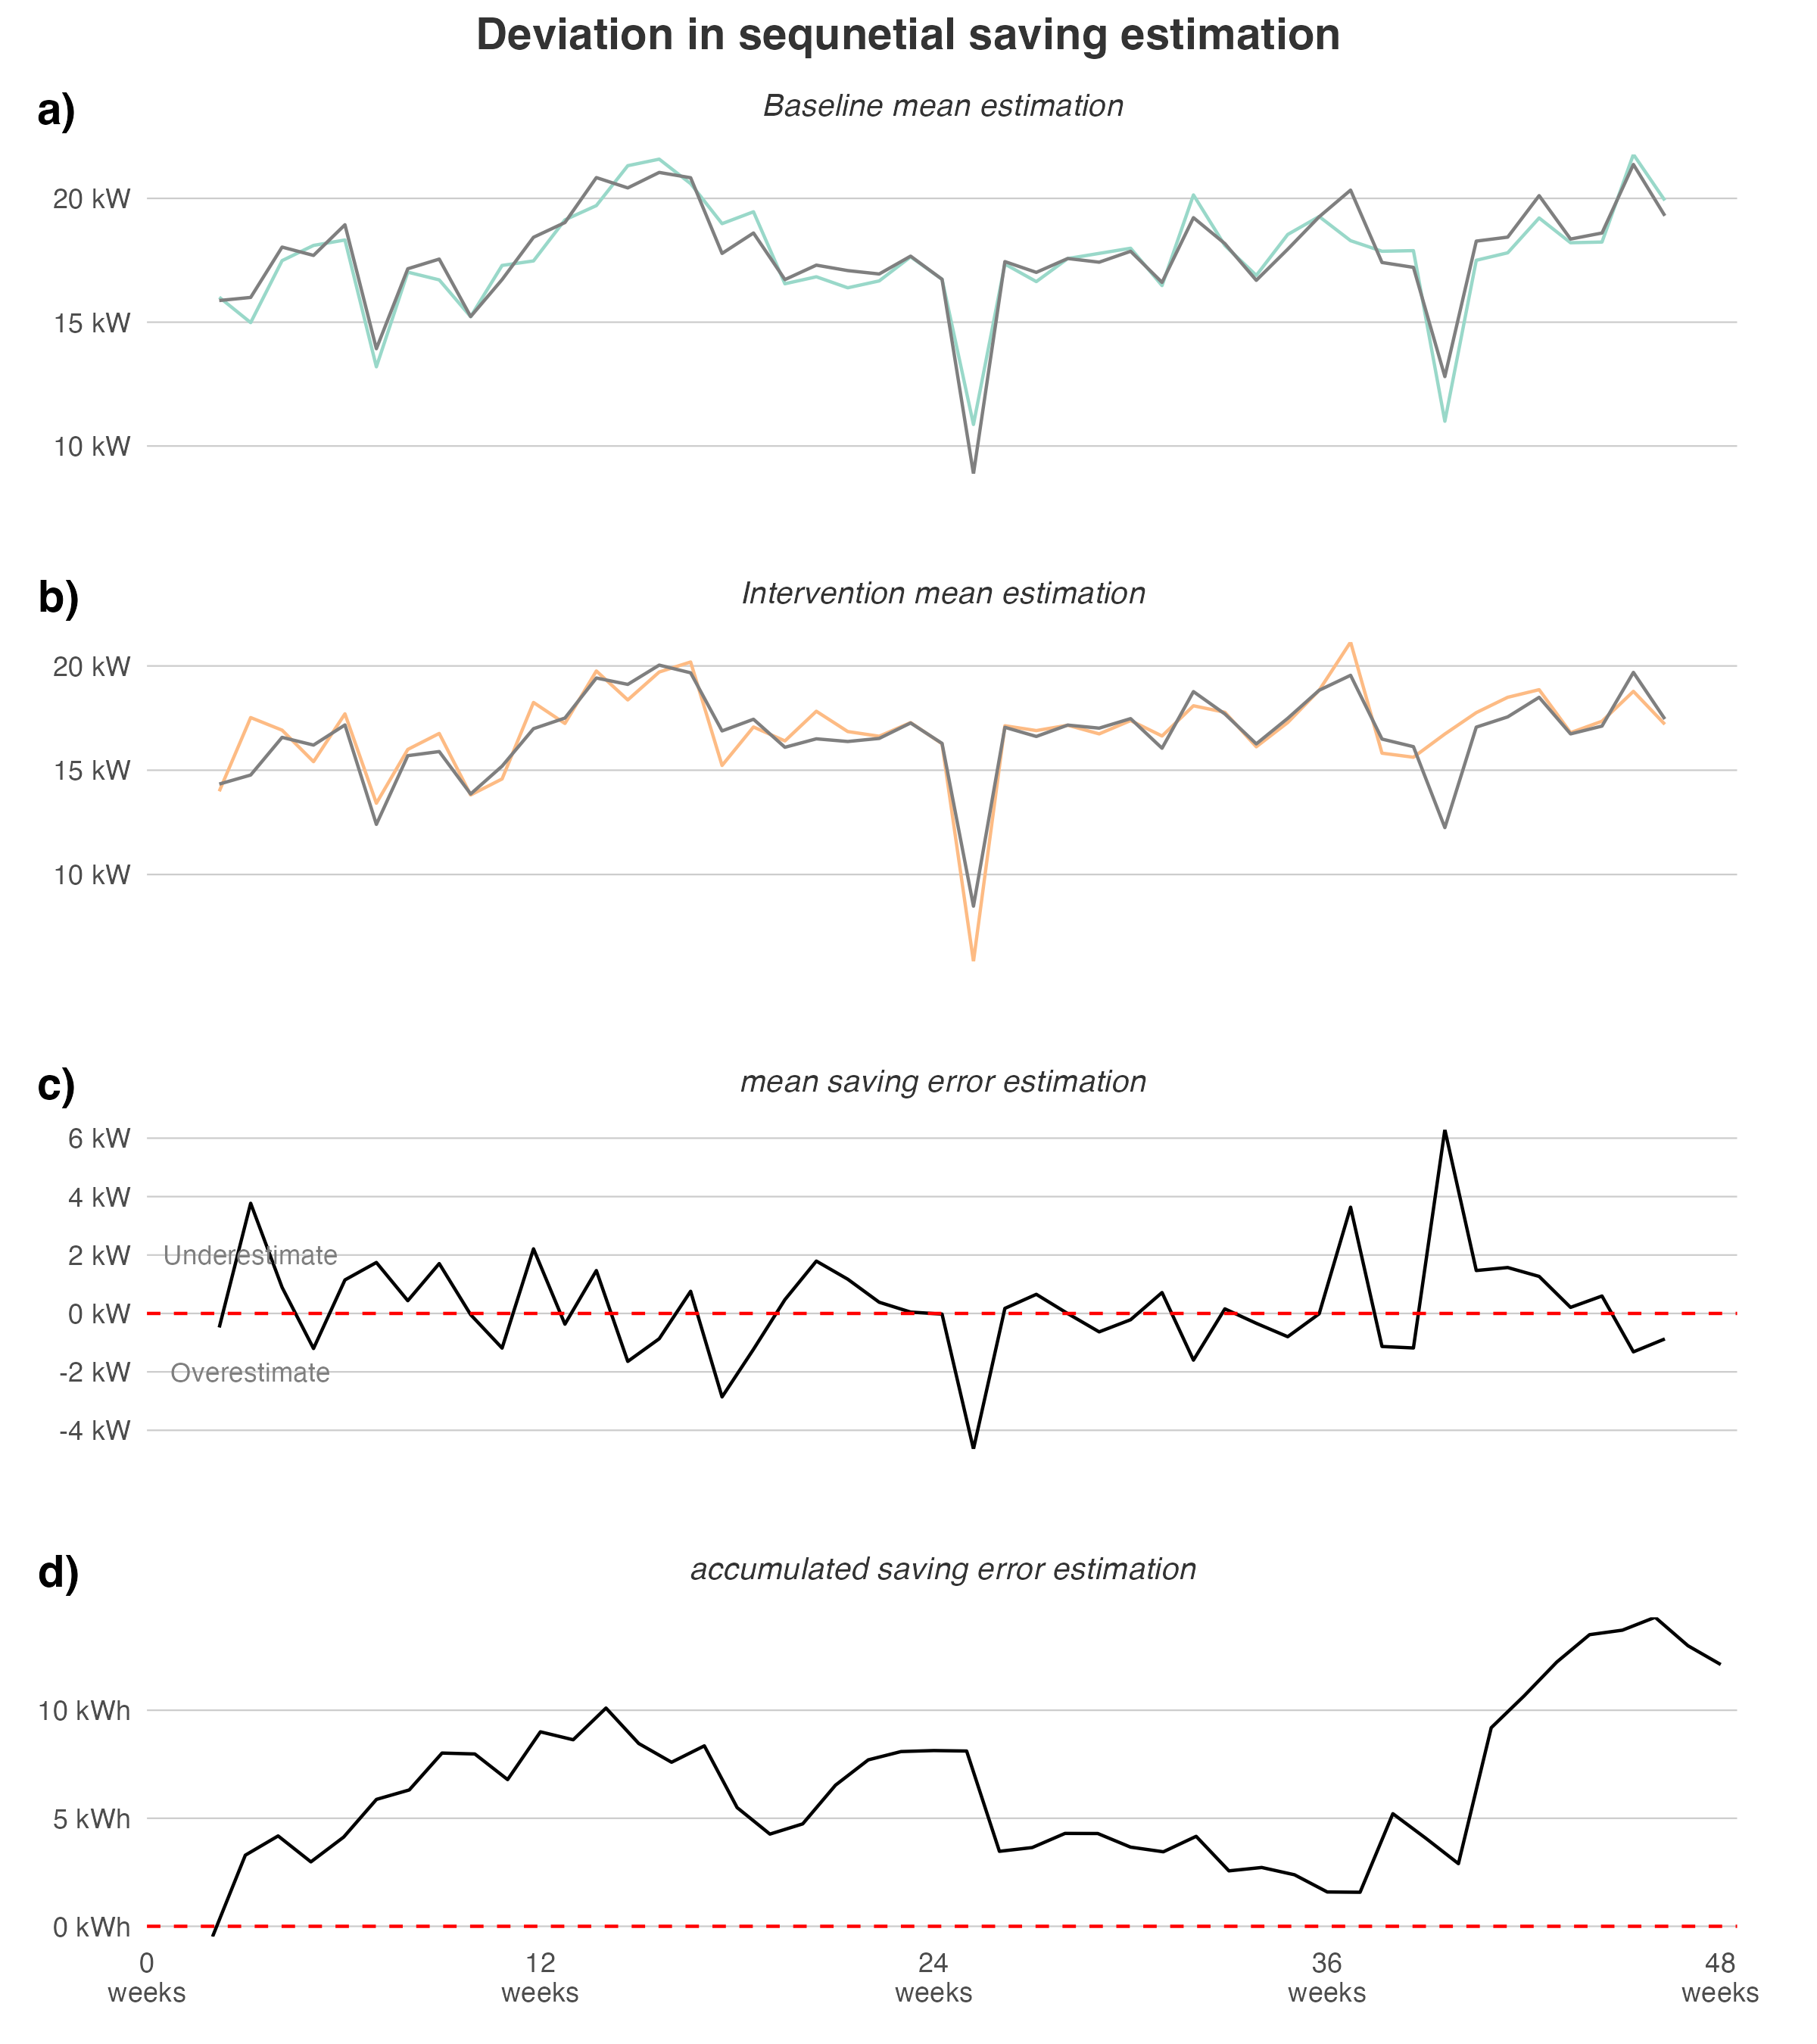 Deviation in sequnetial saving estimation
a)
Baseline mean estimation
20 kW
15 kW
10 kW
b)
Intervention mean estimation
20 kW
15 kW
10 kW
c)
mean saving error estimation
6 kW
4 kW
2 kW
Underestimate
0 kW
-2 kW
Overestimate
-4 kW
d)
accumulated saving error estimation
10 kWh
5 kWh
0 kWh
0 12 24 36 48
weeks weeks weeks weeks weeks